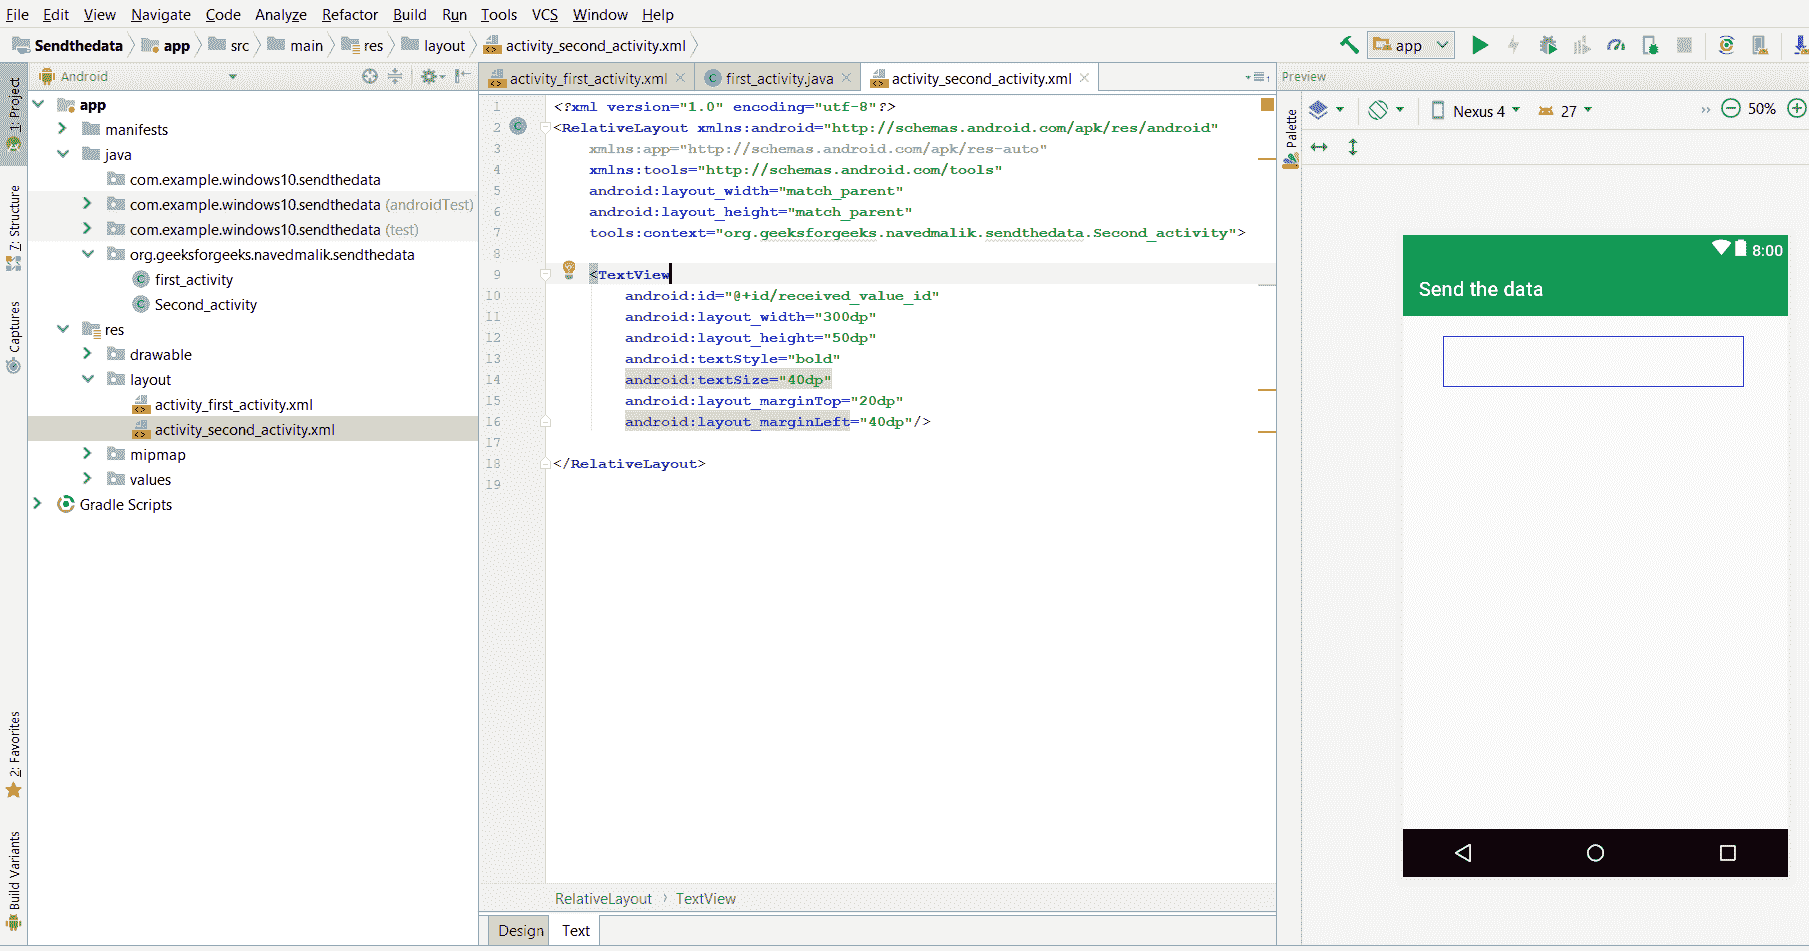 File Edit View Navigate Code Analyze Refactor Build Run Tools VCS Window Help
Sendthedata app src main res layout activity_second_activity.xml
app
1: Project
7: Structure
Captures
2: Favorites
Build Variants
Android
app
manifests
java
com.example.windows10.sendthedata
com.example.windows10.sendthedata (androidTest)
com.example.windows10.sendthedata (test)
org.geeksforgeeks.navedmalik.sendthedata
first_activity
Second_activity
res
drawable
layout
activity_first_activity.xml
activity_second_activity.xml
mipmap
values
Gradle Scripts
activity_first_activity.xml first_activity.java activity_second_activity.xml
1 <?xml version="1.0" encoding="utf-8"?>
2 <RelativeLayout xmlns:android="http://schemas.android.com/apk/res/android"
3 xmlns:app="http://schemas.android.com/apk/res-auto"
4 xmlns:tools="http://schemas.android.com/tools"
5 android:layout_width="match_parent"
6 android:layout_height="match_parent"
7 tools:context="org.geeksforgeeks.navedmalik.sendthedata.Second_activity">
8
9 <TextView
10 android:id="@+id/received_value_id"
11 android:layout_width="300dp"
12 android:layout_height="50dp"
13 android:textStyle="bold"
14 android:textSize="40dp"
15 android:layout_marginTop="20dp"
16 android:layout_marginLeft="40dp"/>
17
18 </RelativeLayout>
19
RelativeLayout › TextView
Design Text
Preview
Palette
Nexus 4 27 50%
8:00
Send the data